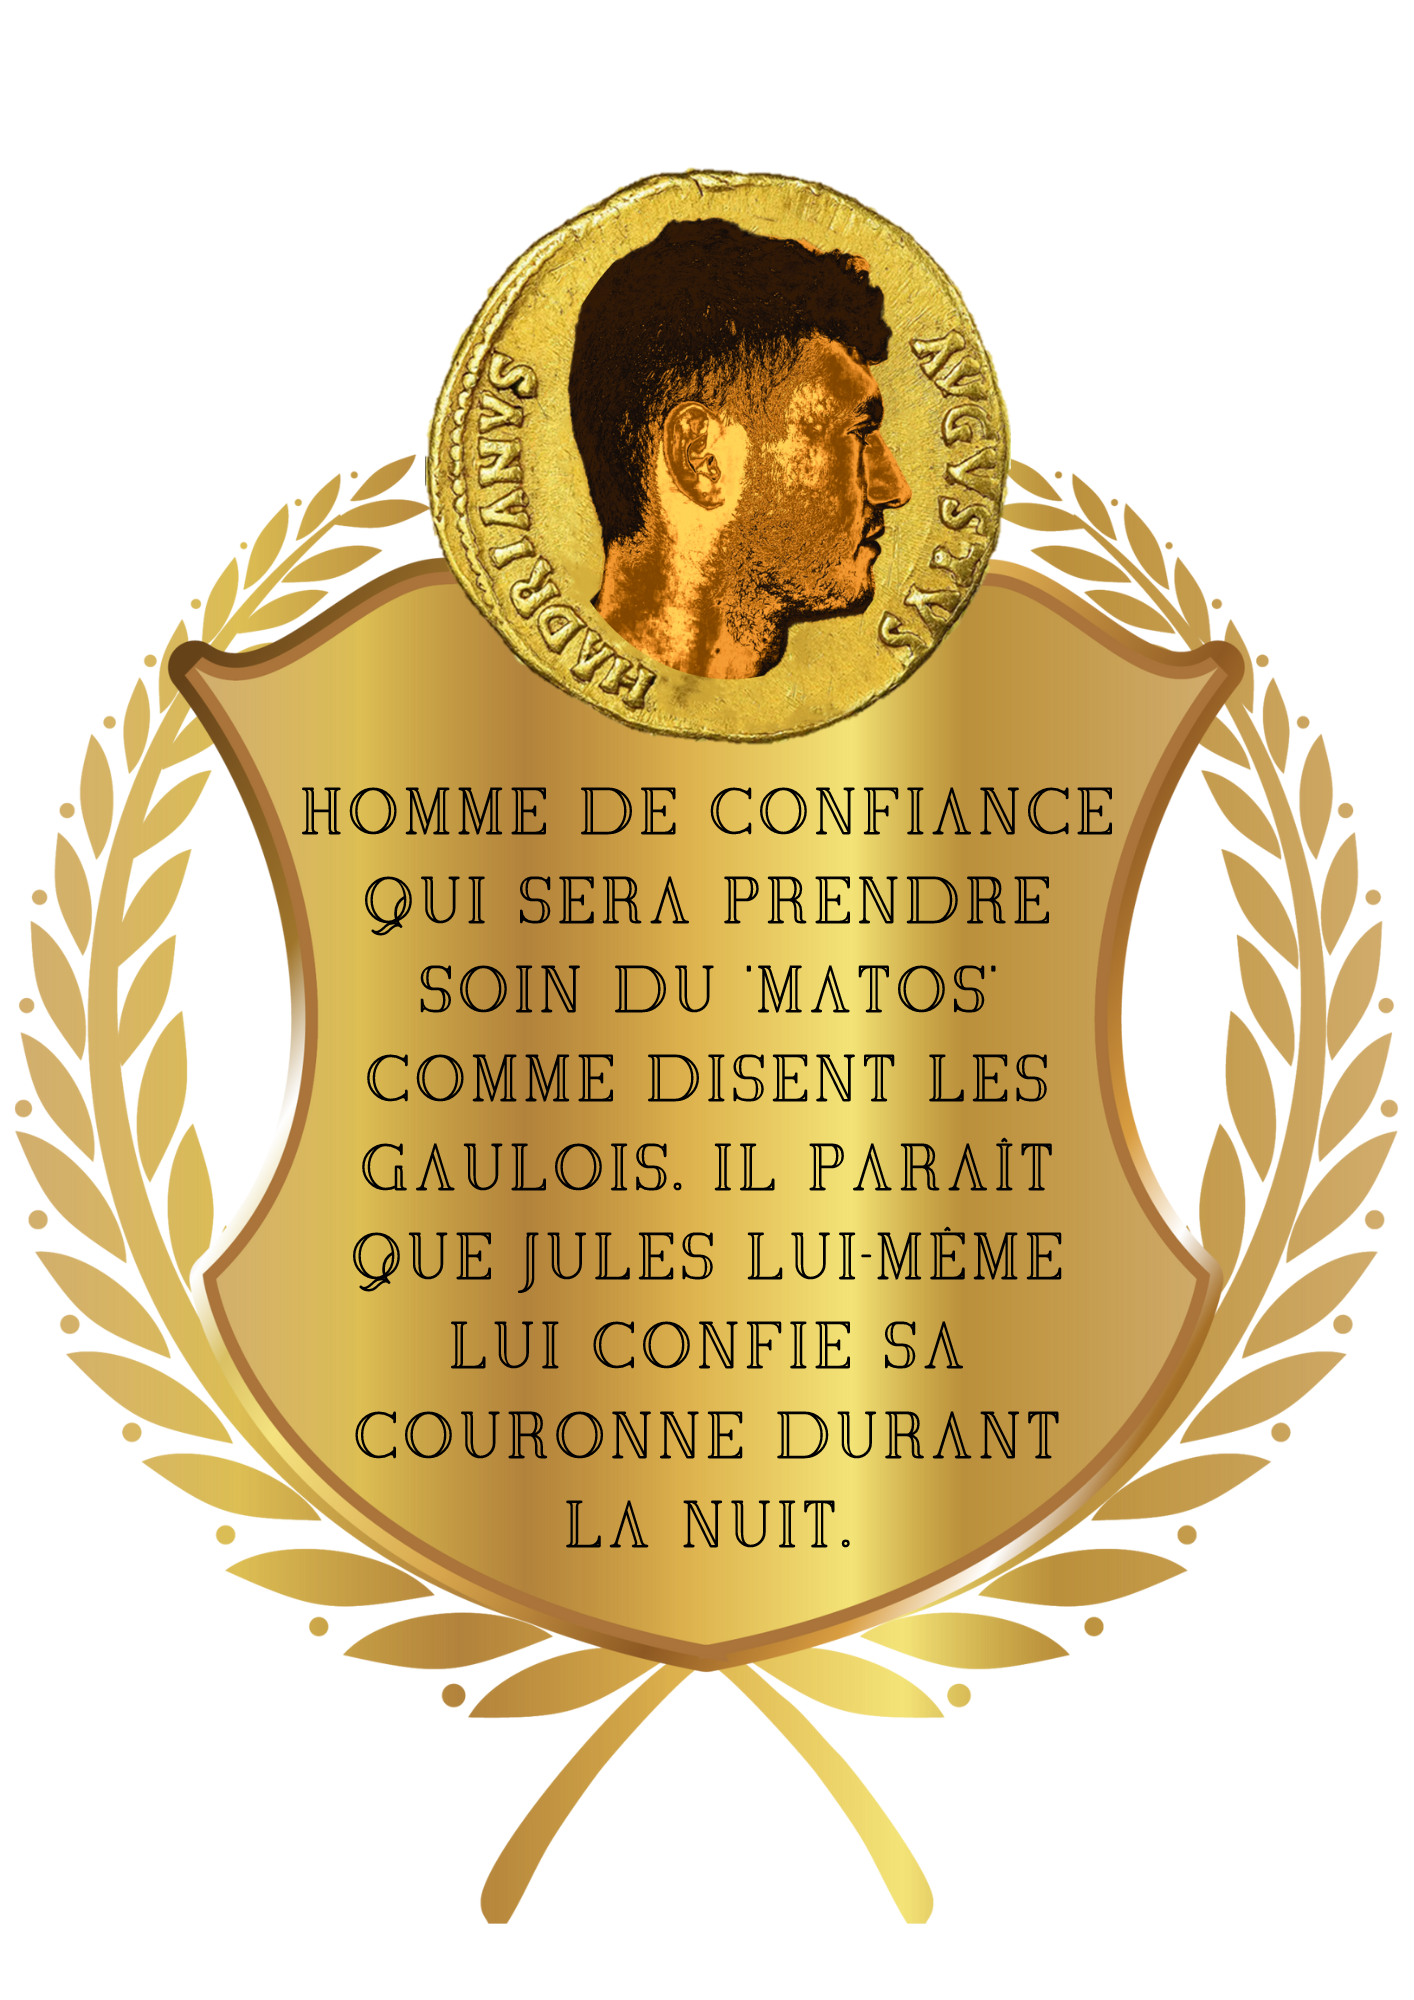 HADRIANVS
AVGVSTVS
HOMME DE CONFIANCE
QUI SERA PRENDRE
SOIN DU 'MATOS'
COMME DISENT LES
GAULOIS. IL PARAÎT
QUE JULES LUI-MÊME
LUI CONFIE SA
COURONNE DURANT
LA NUIT.